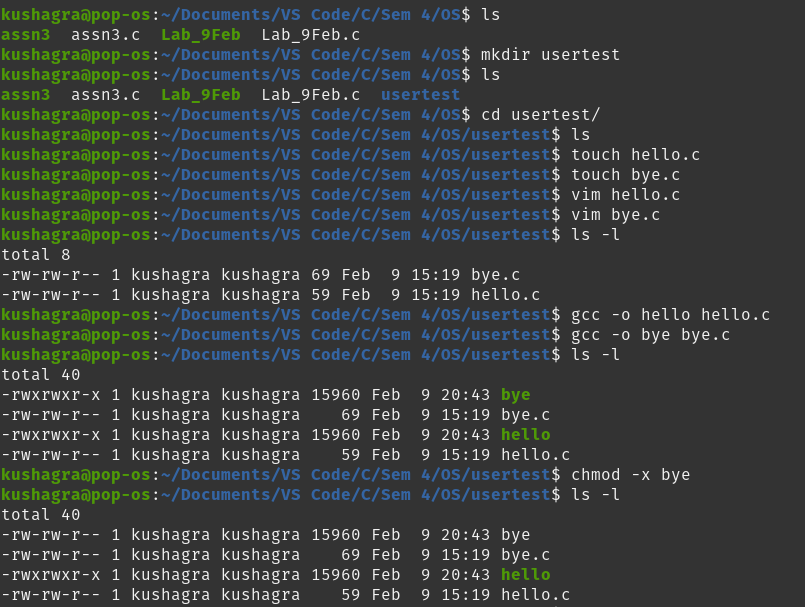 kushagra@pop-os:~/Documents/VS Code/C/Sem 4/OS$ ls
assn3  assn3.c  Lab_9Feb  Lab_9Feb.c
kushagra@pop-os:~/Documents/VS Code/C/Sem 4/OS$ mkdir usertest
kushagra@pop-os:~/Documents/VS Code/C/Sem 4/OS$ ls
assn3  assn3.c  Lab_9Feb  Lab_9Feb.c  usertest
kushagra@pop-os:~/Documents/VS Code/C/Sem 4/OS$ cd usertest/
kushagra@pop-os:~/Documents/VS Code/C/Sem 4/OS/usertest$ ls
kushagra@pop-os:~/Documents/VS Code/C/Sem 4/OS/usertest$ touch hello.c
kushagra@pop-os:~/Documents/VS Code/C/Sem 4/OS/usertest$ touch bye.c
kushagra@pop-os:~/Documents/VS Code/C/Sem 4/OS/usertest$ vim hello.c
kushagra@pop-os:~/Documents/VS Code/C/Sem 4/OS/usertest$ vim bye.c
kushagra@pop-os:~/Documents/VS Code/C/Sem 4/OS/usertest$ ls -l
total 8
-rw-rw-r-- 1 kushagra kushagra 69 Feb  9 15:19 bye.c
-rw-rw-r-- 1 kushagra kushagra 59 Feb  9 15:19 hello.c
kushagra@pop-os:~/Documents/VS Code/C/Sem 4/OS/usertest$ gcc -o hello hello.c
kushagra@pop-os:~/Documents/VS Code/C/Sem 4/OS/usertest$ gcc -o bye bye.c
kushagra@pop-os:~/Documents/VS Code/C/Sem 4/OS/usertest$ ls -l
total 40
-rwxrwxr-x 1 kushagra kushagra 15960 Feb  9 20:43 bye
-rw-rw-r-- 1 kushagra kushagra    69 Feb  9 15:19 bye.c
-rwxrwxr-x 1 kushagra kushagra 15960 Feb  9 20:43 hello
-rw-rw-r-- 1 kushagra kushagra    59 Feb  9 15:19 hello.c
kushagra@pop-os:~/Documents/VS Code/C/Sem 4/OS/usertest$ chmod -x bye
kushagra@pop-os:~/Documents/VS Code/C/Sem 4/OS/usertest$ ls -l
total 40
-rw-rw-r-- 1 kushagra kushagra 15960 Feb  9 20:43 bye
-rw-rw-r-- 1 kushagra kushagra    69 Feb  9 15:19 bye.c
-rwxrwxr-x 1 kushagra kushagra 15960 Feb  9 20:43 hello
-rw-rw-r-- 1 kushagra kushagra    59 Feb  9 15:19 hello.c